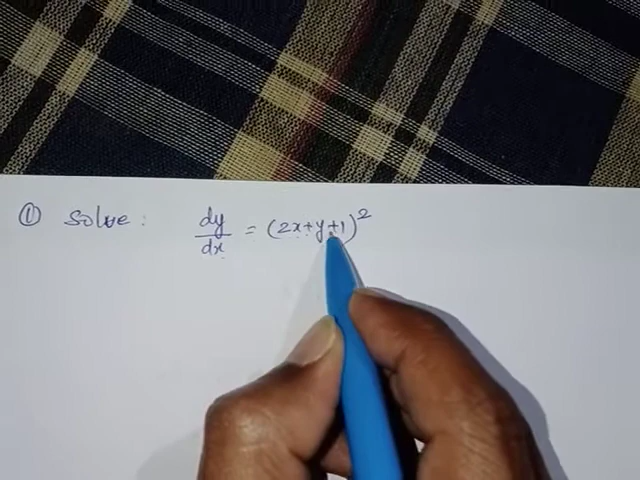 ① Solve: dy/dx = (2x+y+1)²